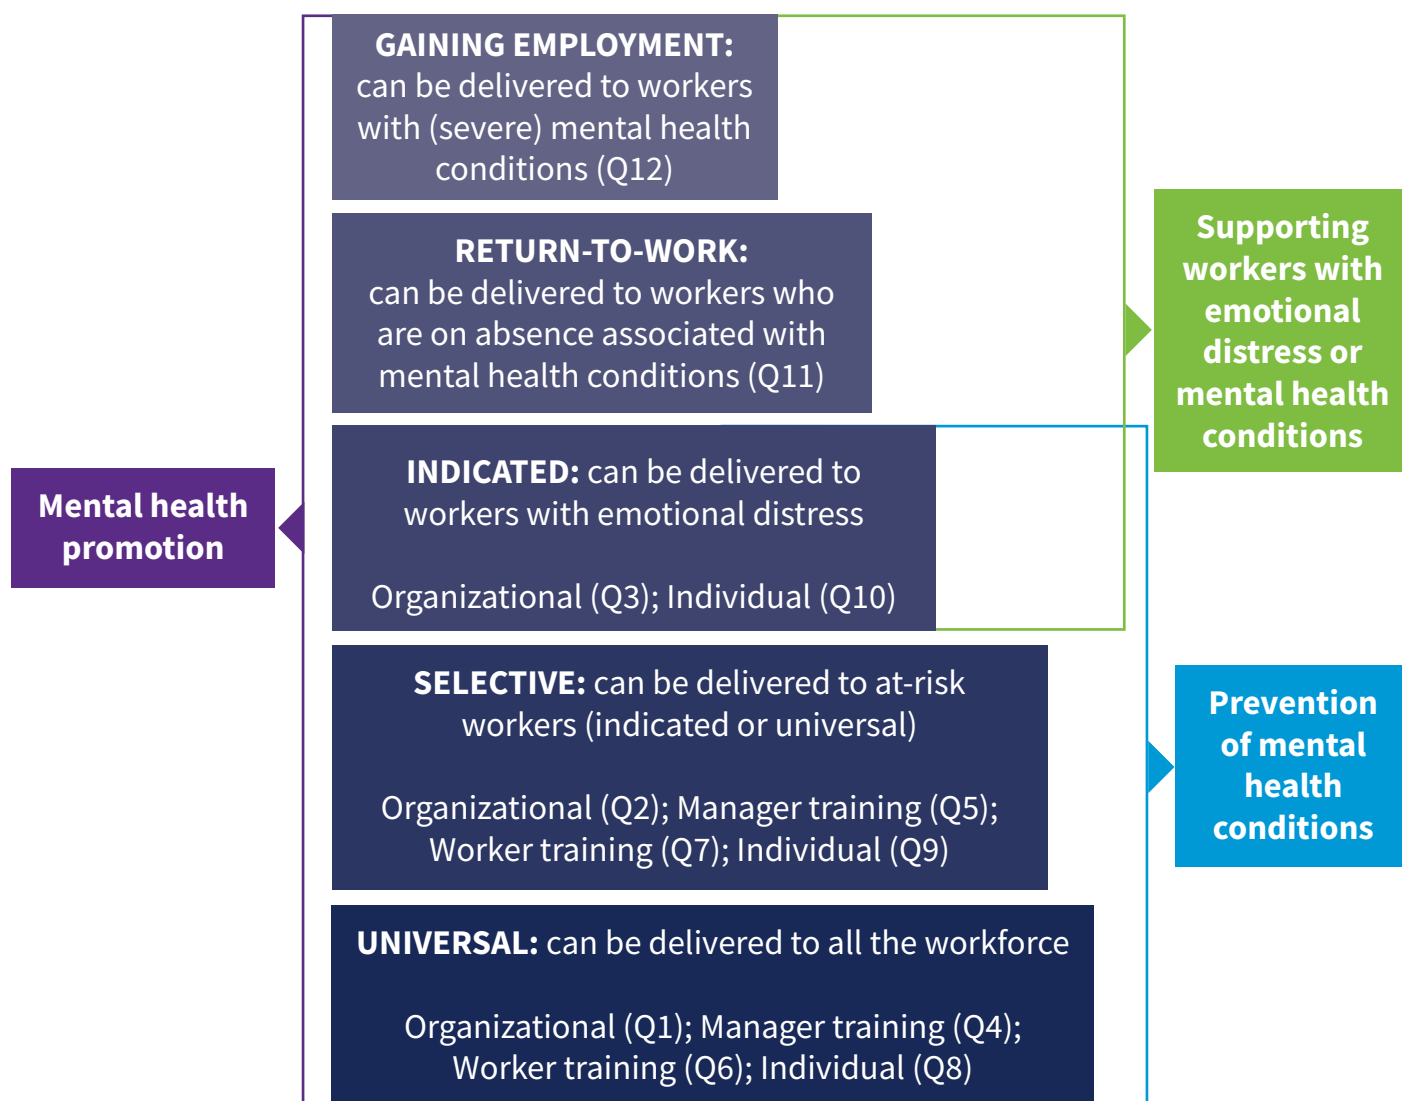 GAINING EMPLOYMENT:
can be delivered to workers
with (severe) mental health
conditions (Q12)
RETURN-TO-WORK:
can be delivered to workers who
are on absence associated with
mental health conditions (Q11)
INDICATED: can be delivered to
workers with emotional distress
Organizational (Q3); Individual (Q10)
SELECTIVE: can be delivered to at-risk
workers (indicated or universal)
Organizational (Q2); Manager training (Q5);
Worker training (Q7); Individual (Q9)
UNIVERSAL: can be delivered to all the workforce
Organizational (Q1); Manager training (Q4);
Worker training (Q6); Individual (Q8)
Mental health
promotion
Supporting
workers with
emotional
distress or
mental health
conditions
Prevention
of mental
health
conditions